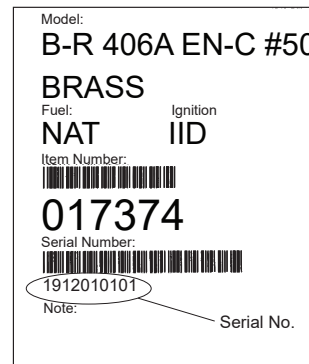 Model:
B-R 406A EN-C #50
BRASS
Fuel: Ignition
NAT IID
Item Number:
017374
Serial Number:
1912010101
Note:
Serial No.